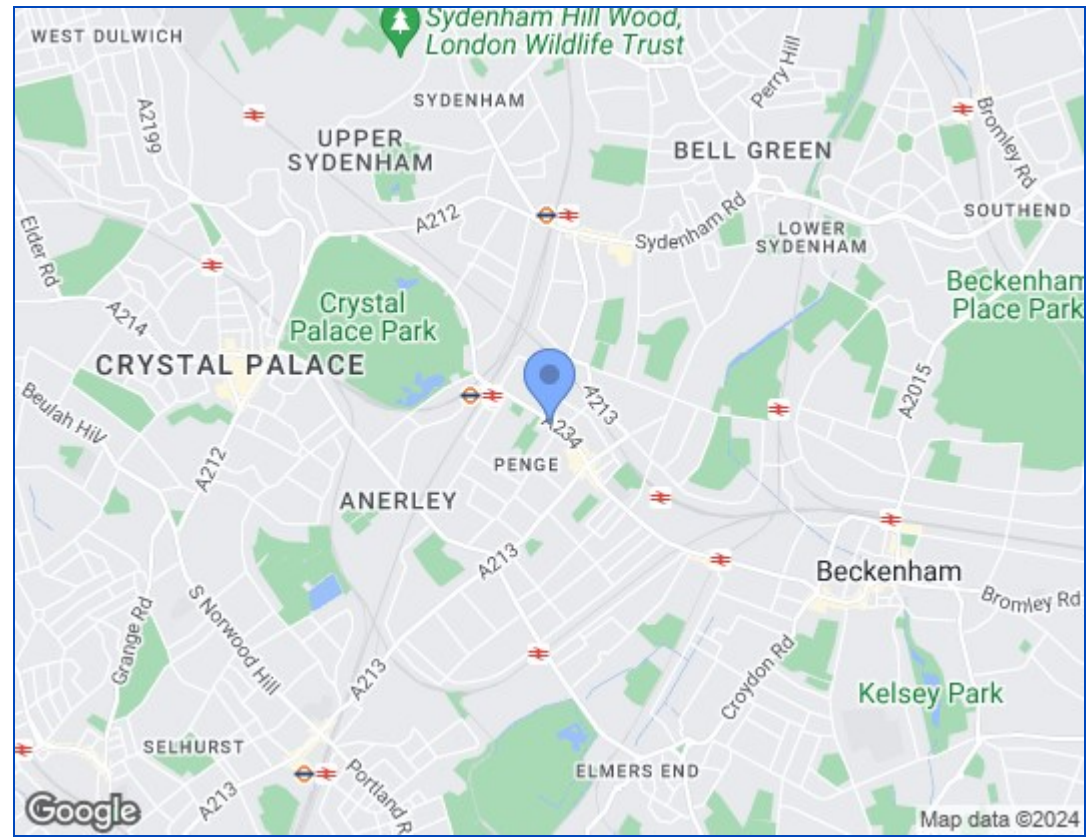 Sydenham Hill Wood,
London Wildlife Trust
WEST DULWICH
Perry Hill
A2199
SYDENHAM
Bromley Rd
UPPER
SYDENHAM
BELL GREEN
A212
Sydenham Rd
SOUTHEND
LOWER
SYDENHAM
Elder Rd
Beckenham
Place Park
Crystal
Palace Park
A214
CRYSTAL PALACE
A213
A2015
Beulah Hil
A234
PENGE
A212
ANERLEY
A213
Beckenham
S Norwood Hill
Bromley Rd
Grange Rd
A213
Croydon Rd
Kelsey Park
SELHURST
ELMERS END
Portland R
A213
Google
Map data ©2024